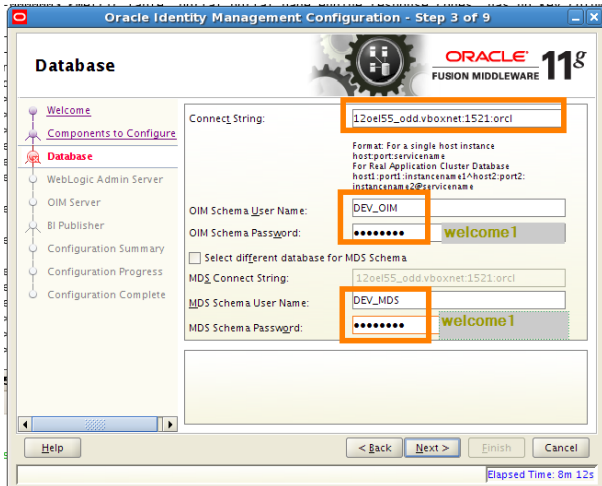 Oracle Identity Management Configuration - Step 3 of 9
Database
ORACLE
FUSION MIDDLEWARE 11g
Welcome
Components to Configure
Database
WebLogic Admin Server
OIM Server
BI Publisher
Configuration Summary
Configuration Progress
Configuration Complete
Connect String: 12oel55_odd.vboxnet:1521:orcl
Format: For a single host instance
host:port:servicename
For Real Application Cluster Database
host1:port1:instancename1^host2:port2:
instancename2@servicename
OIM Schema User Name: DEV_OIM
OIM Schema Password: ●●●●●●●● welcome1
Select different database for MDS Schema
MDS Connect String: 12oel55_odd.vboxnet:1521:orcl
MDS Schema User Name: DEV_MDS
MDS Schema Password: ●●●●●●●● welcome1
Help < Back Next > Finish Cancel
Elapsed Time: 8m 12s